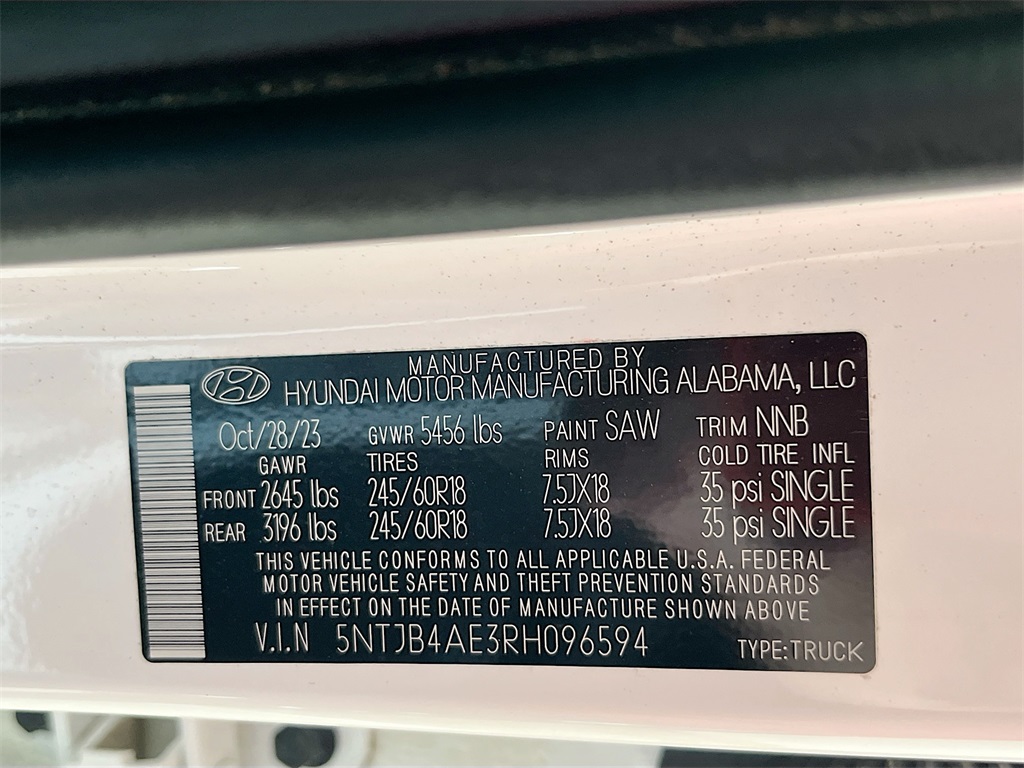 MANUFACTURED BY
HYUNDAI MOTOR MANUFACTURING ALABAMA, LLC
Oct/28/23 GVWR 5456 lbs PAINT SAW TRIM NNB
GAWR TIRES RIMS COLD TIRE INFL
FRONT 2645 lbs 245/60R18 7.5JX18 35 psi SINGLE
REAR 3196 lbs 245/60R18 7.5JX18 35 psi SINGLE
THIS VEHICLE CONFORMS TO ALL APPLICABLE U.S.A. FEDERAL
MOTOR VEHICLE SAFETY AND THEFT PREVENTION STANDARDS
IN EFFECT ON THE DATE OF MANUFACTURE SHOWN ABOVE
V.I.N 5NTJB4AE3RH096594 TYPE:TRUCK